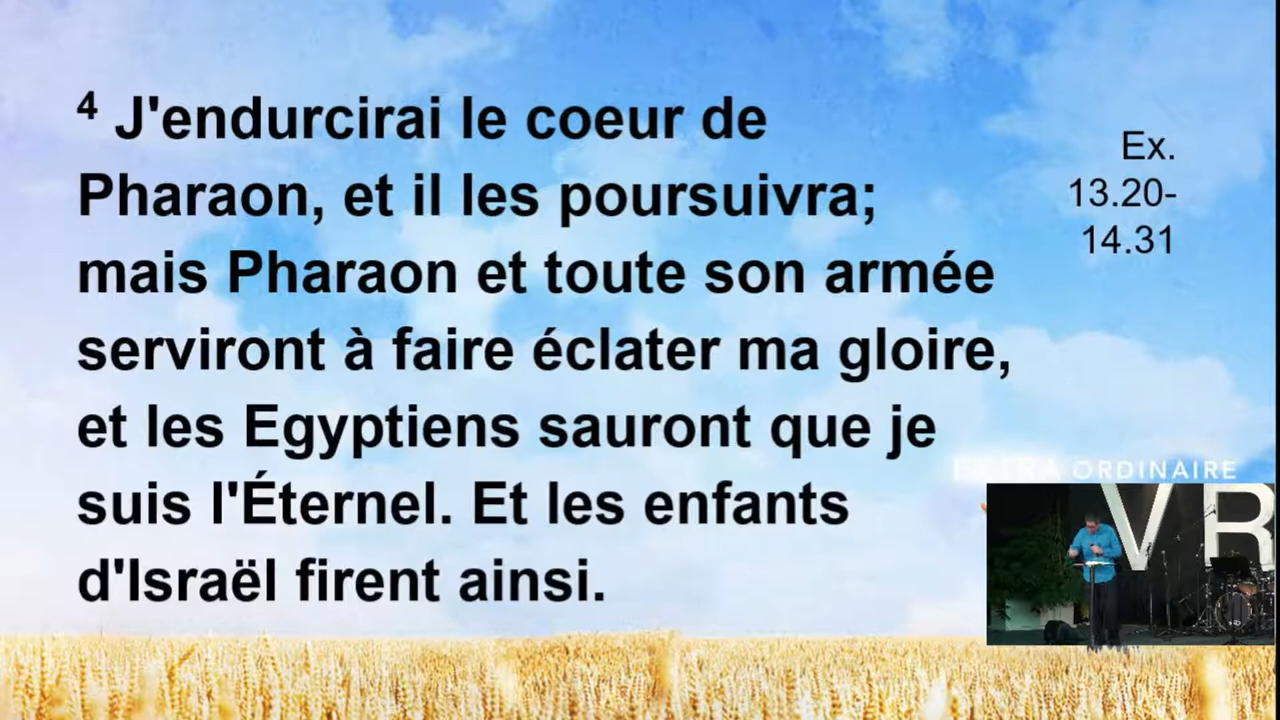 ⁴ J'endurcirai le coeur de
Pharaon, et il les poursuivra;
mais Pharaon et toute son armée
serviront à faire éclater ma gloire,
et les Egyptiens sauront que je
suis l'Éternel. Et les enfants
d'Israël firent ainsi.
Ex.
13.20-
14.31
EXTRA ORDINAIRE
VR